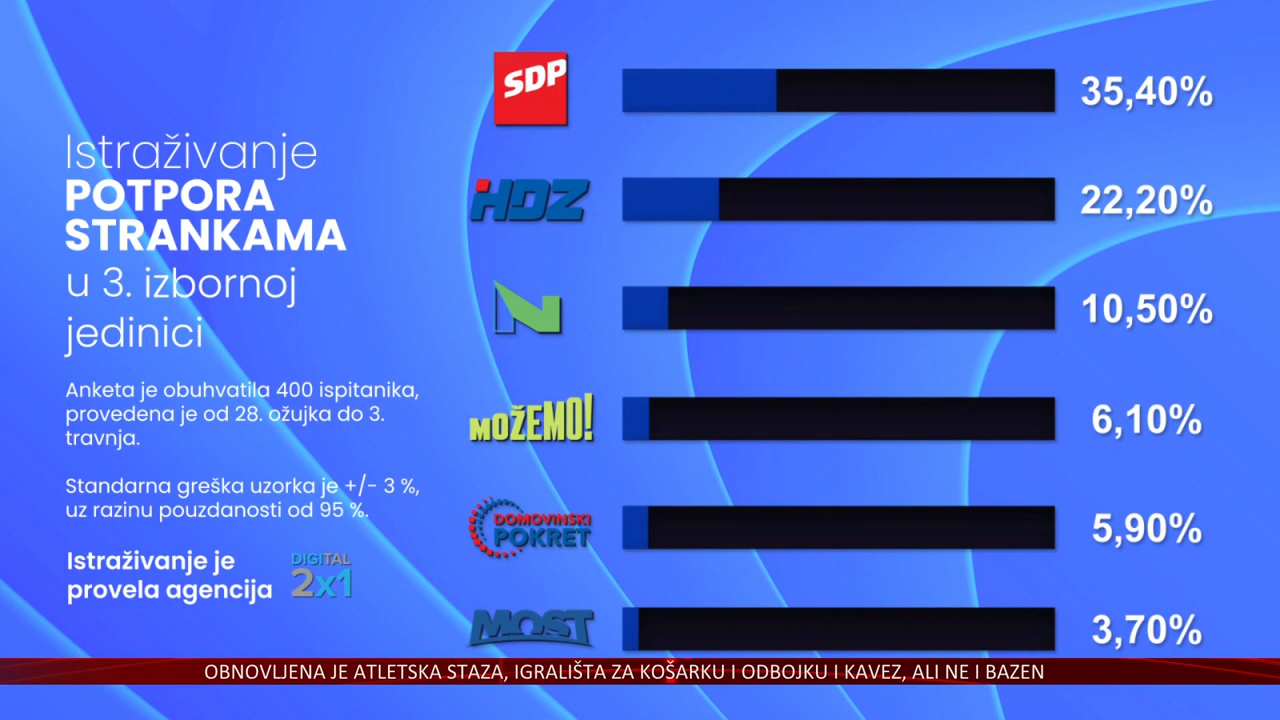 Istraživanje
POTPORA
STRANKAMA
u 3. izbornoj
jedinici
Anketa je obuhvatila 400 ispitanika,
provedena je od 28. ožujka do 3.
travnja.
Standarna greška uzorka je +/- 3 %,
uz razinu pouzdanosti od 95 %.
Istraživanje je
provela agencija
DIGITAL
2x1
SDP
35,40%
HDZ
22,20%
N
10,50%
MOŽEMO!
6,10%
DOMOVINSKI
POKRET
5,90%
MOST
3,70%
OBNOVLJENA JE ATLETSKA STAZA, IGRALIŠTA ZA KOŠARKU I ODBOJKU I KAVEZ, ALI NE I BAZEN